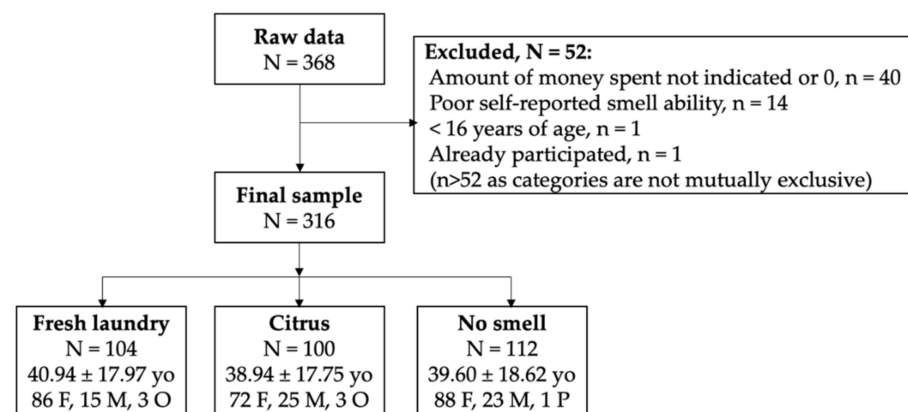 Raw data
N = 368
Excluded, N = 52:
Amount of money spent not indicated or 0, n = 40
Poor self-reported smell ability, n = 14
< 16 years of age, n = 1
Already participated, n = 1
(n>52 as categories are not mutually exclusive)
Final sample
N = 316
Fresh laundry
N = 104
40.94 ± 17.97 yo
86 F, 15 M, 3 O
Citrus
N = 100
38.94 ± 17.75 yo
72 F, 25 M, 3 O
No smell
N = 112
39.60 ± 18.62 yo
88 F, 23 M, 1 P